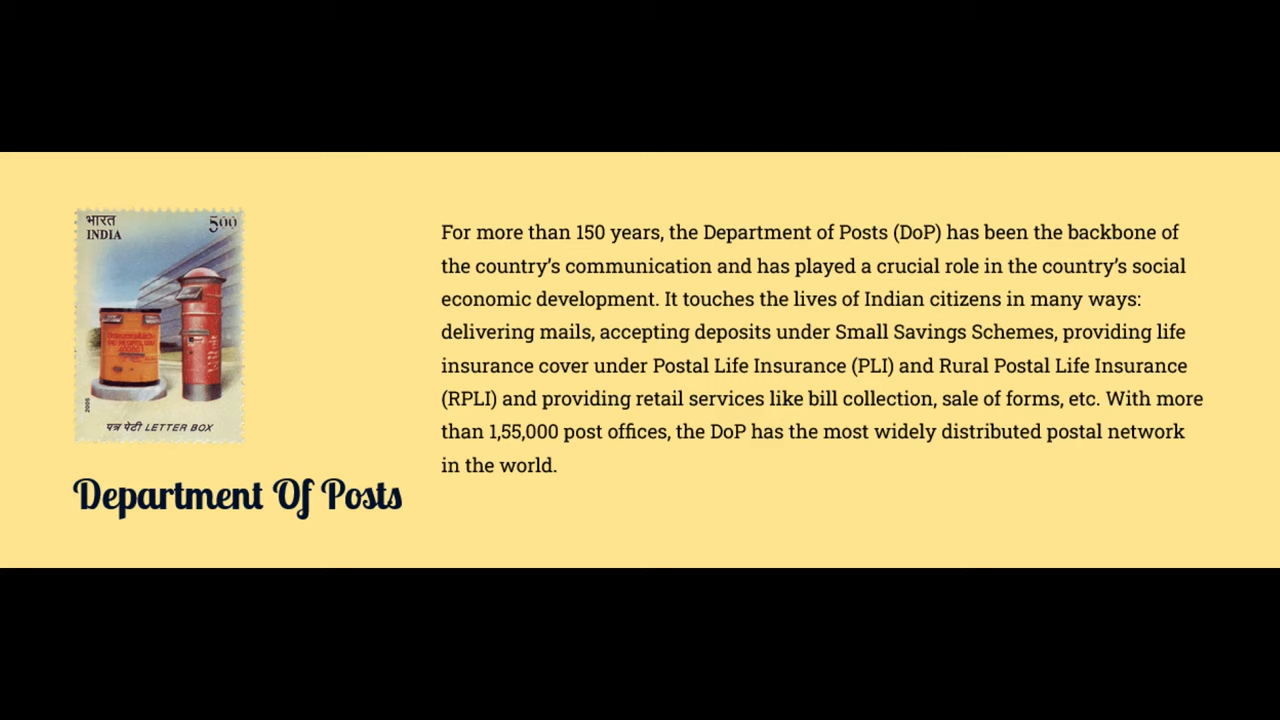 भारत
INDIA
5.00
2005
पत्र पेटी LETTER BOX
Department Of Posts
For more than 150 years, the Department of Posts (DoP) has been the backbone of
the country's communication and has played a crucial role in the country's social
economic development. It touches the lives of Indian citizens in many ways:
delivering mails, accepting deposits under Small Savings Schemes, providing life
insurance cover under Postal Life Insurance (PLI) and Rural Postal Life Insurance
(RPLI) and providing retail services like bill collection, sale of forms, etc. With more
than 1,55,000 post offices, the DoP has the most widely distributed postal network
in the world.